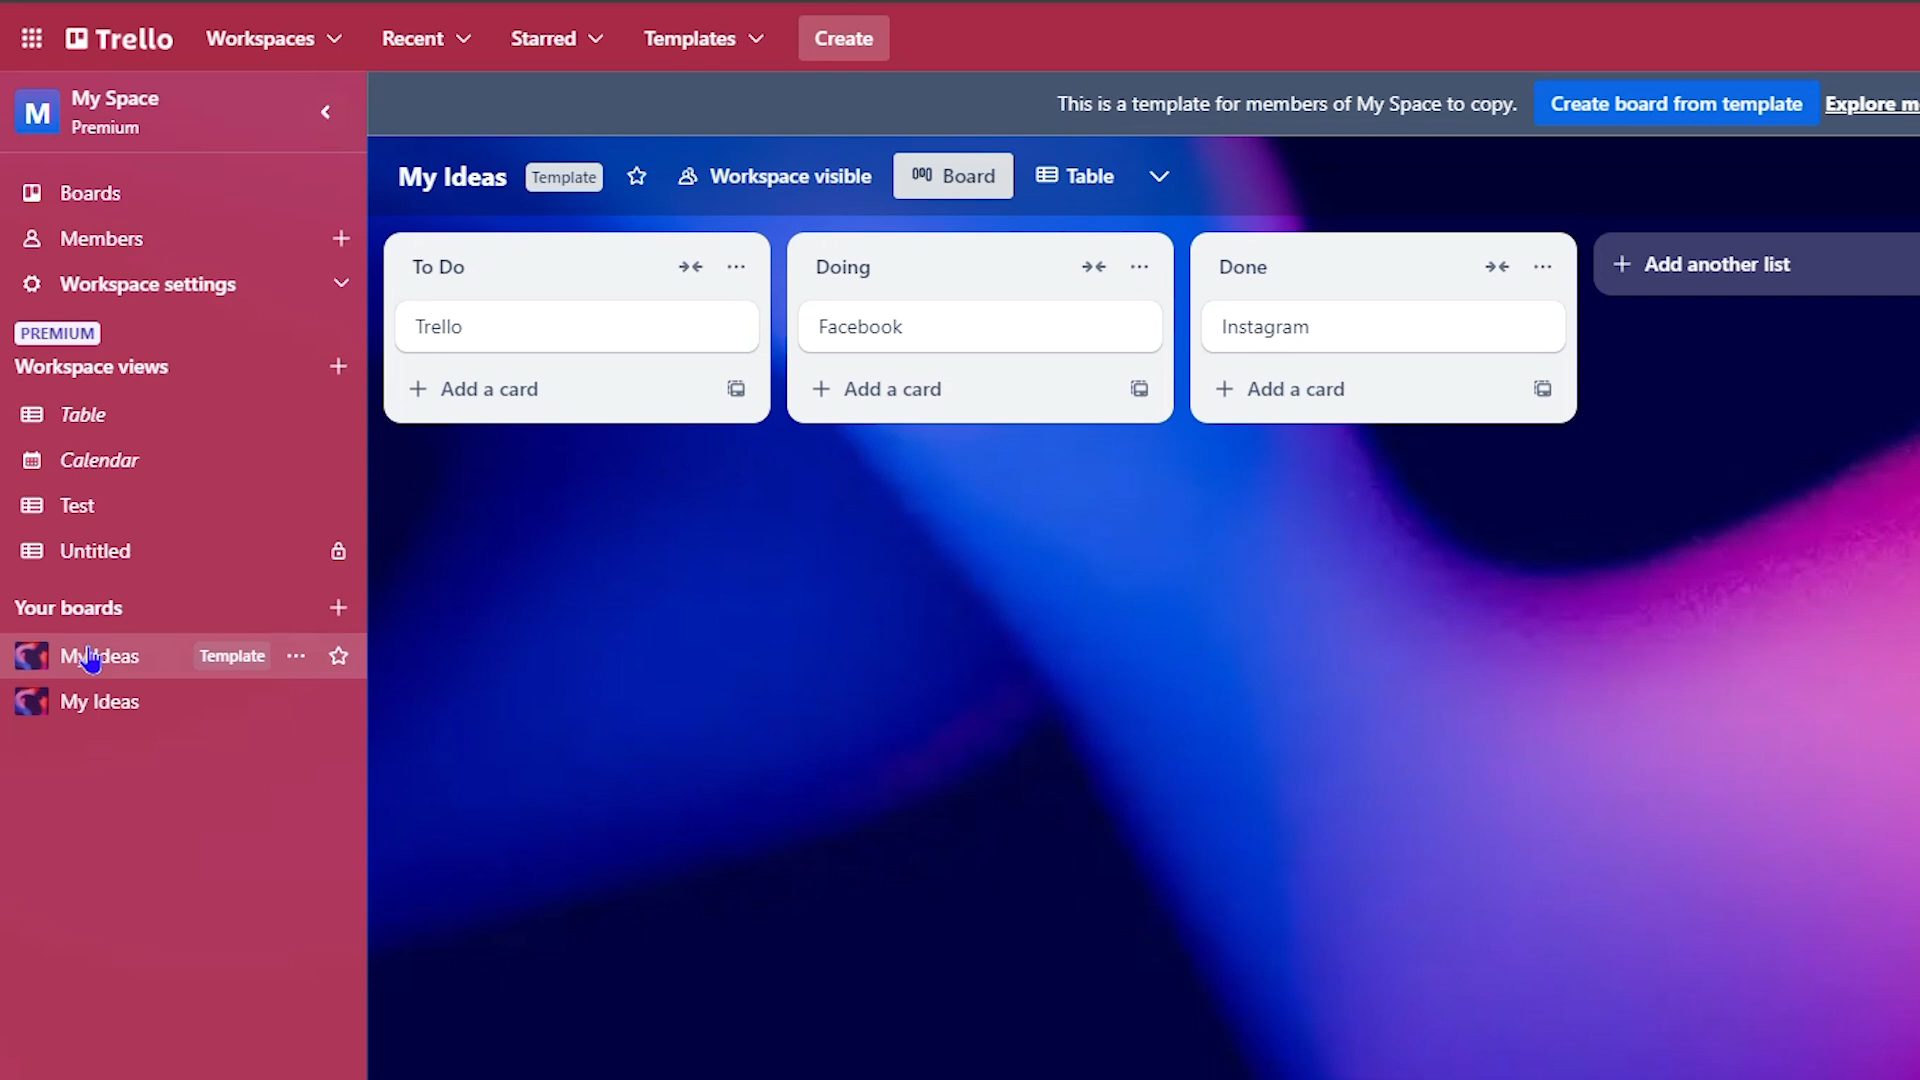 Trello Workspaces Recent Starred Templates Create
M My Space
Premium
This is a template for members of My Space to copy. Create board from template Explore m
My Ideas Template Workspace visible Board Table
Boards
Members
Workspace settings
PREMIUM
Workspace views
Table
Calendar
Test
Untitled
Your boards
My Ideas Template
My Ideas
To Do
Trello
Add a card
Doing
Facebook
Add a card
Done
Instagram
Add a card
Add another list